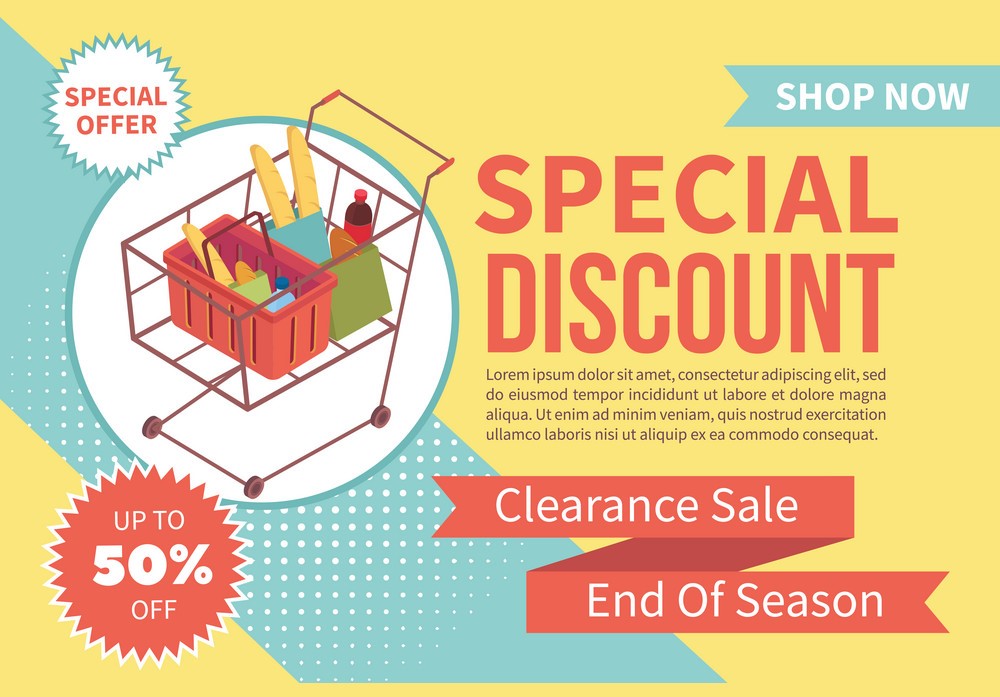 SPECIAL
OFFER
SHOP NOW
SPECIAL
DISCOUNT
Lorem ipsum dolor sit amet, consectetur adipiscing elit, sed
do eiusmod tempor incididunt ut labore et dolore magna
aliqua. Ut enim ad minim veniam, quis nostrud exercitation
ullamco laboris nisi ut aliquip ex ea commodo consequat.
Clearance Sale
End Of Season
UP TO
50%
OFF